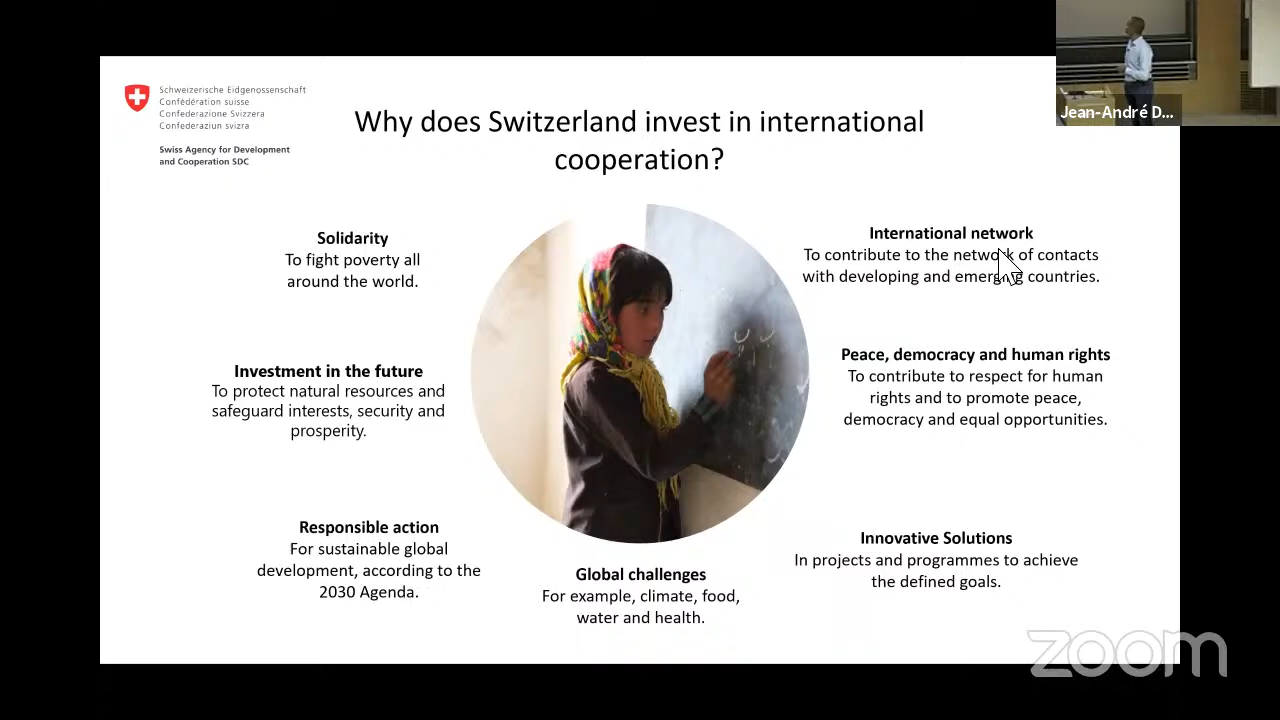 Schweizerische Eidgenossenschaft
Confédération suisse
Confederazione Svizzera
Confederaziun svizra
Swiss Agency for Development
and Cooperation SDC
Why does Switzerland invest in international
cooperation?
Jean-André D...
Solidarity
To fight poverty all
around the world.
Investment in the future
To protect natural resources and
safeguard interests, security and
prosperity.
Responsible action
For sustainable global
development, according to the
2030 Agenda.
Global challenges
For example, climate, food,
water and health.
International network
To contribute to the network of contacts
with developing and emerging countries.
Peace, democracy and human rights
To contribute to respect for human
rights and to promote peace,
democracy and equal opportunities.
Innovative Solutions
In projects and programmes to achieve
the defined goals.
zoom